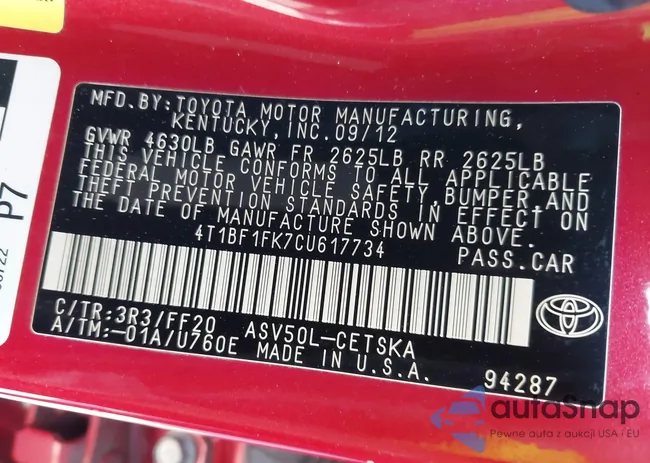 MFD. BY: TOYOTA MOTOR MANUFACTURING,
KENTUCKY, INC. 09/12
GVWR 4630LB GAWR FR 2625LB RR 2625LB
THIS VEHICLE CONFORMS TO ALL APPLICABLE
FEDERAL MOTOR VEHICLE SAFETY, BUMPER, AND
THEFT PREVENTION STANDARDS IN EFFECT ON
THE DATE OF MANUFACTURE SHOWN ABOVE.
4T1BF1FK7CU617734 PASS. CAR
C/TR: 3R3/FF20 ASV50L-CETSKA
A/TM: -01A/U760E MADE IN U.S.A.
94287
P7
autoSnap
Pewne auta z aukcji USA i EU